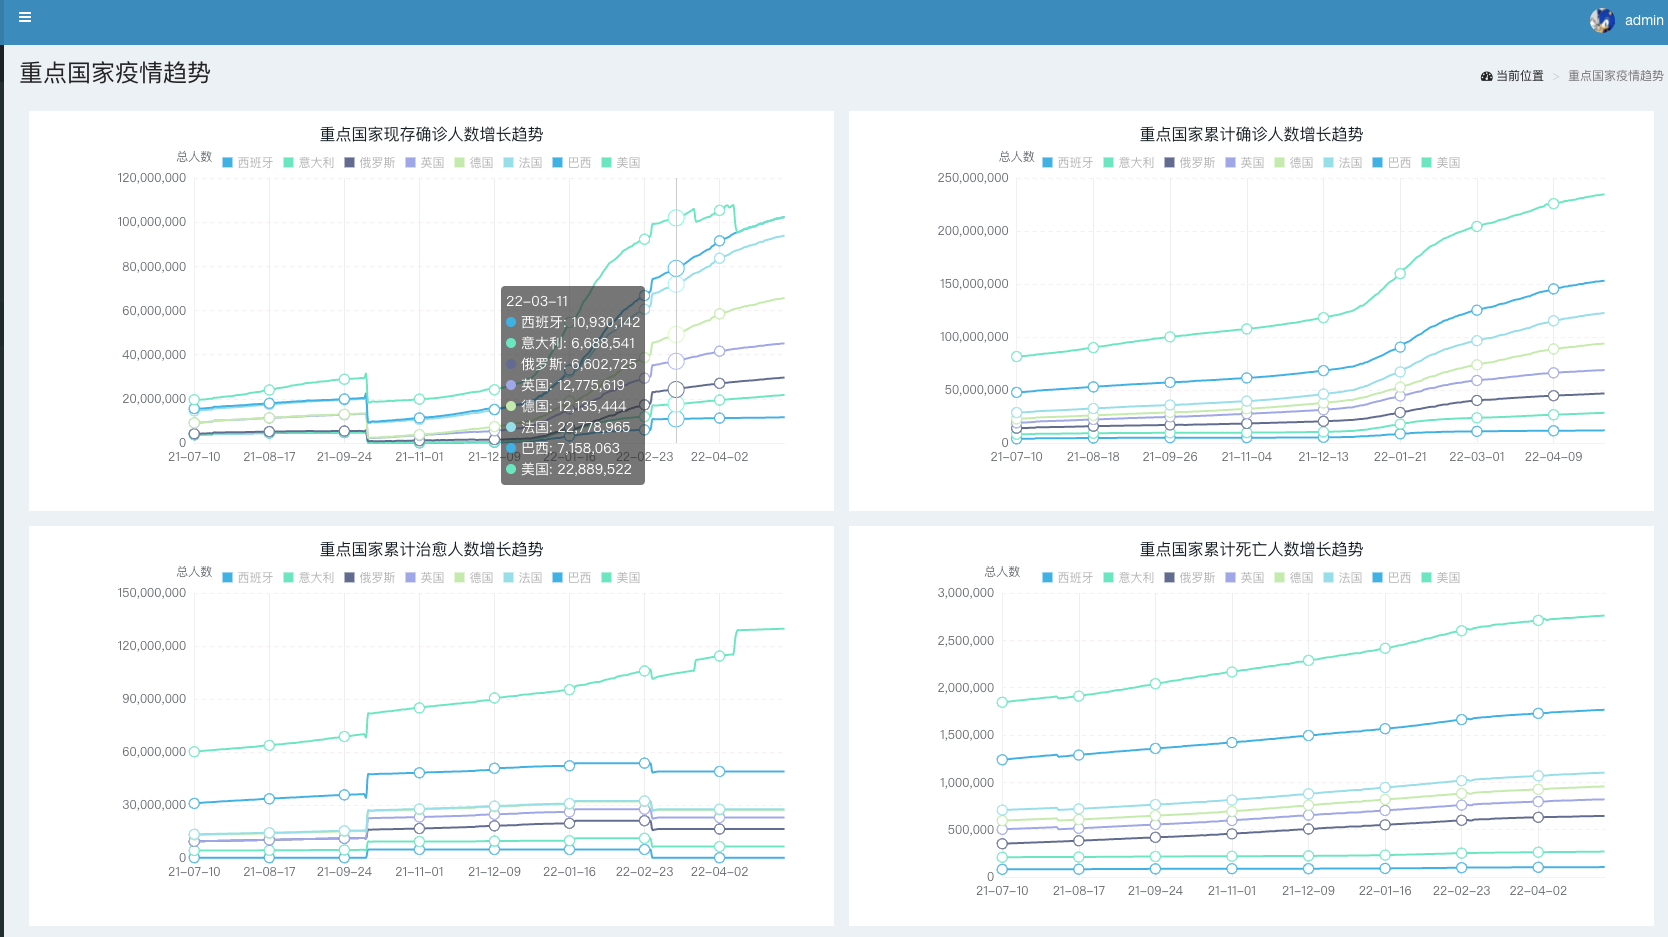 admin
重点国家疫情趋势
当前位置 > 重点国家疫情趋势
重点国家现存确诊人数增长趋势
总人数
西班牙 意大利 俄罗斯 英国 德国 法国 巴西 美国
120,000,000
100,000,000
80,000,000
60,000,000
40,000,000
20,000,000
0
21-07-10 21-08-17 21-09-24 21-11-01 21-12-09 22-01-16 22-02-23 22-04-02
22-03-11
西班牙: 10,930,142
意大利: 6,688,541
俄罗斯: 6,602,725
英国: 12,775,619
德国: 12,135,444
法国: 22,778,965
巴西: 7,158,063
美国: 22,889,522
重点国家累计确诊人数增长趋势
总人数
西班牙 意大利 俄罗斯 英国 德国 法国 巴西 美国
250,000,000
200,000,000
150,000,000
100,000,000
50,000,000
0
21-07-10 21-08-18 21-09-26 21-11-04 21-12-13 22-01-21 22-03-01 22-04-09
重点国家累计治愈人数增长趋势
总人数
西班牙 意大利 俄罗斯 英国 德国 法国 巴西 美国
150,000,000
120,000,000
90,000,000
60,000,000
30,000,000
0
21-07-10 21-08-17 21-09-24 21-11-01 21-12-09 22-01-16 22-02-23 22-04-02
重点国家累计死亡人数增长趋势
总人数
西班牙 意大利 俄罗斯 英国 德国 法国 巴西 美国
3,000,000
2,500,000
2,000,000
1,500,000
1,000,000
500,000
0
21-07-10 21-08-17 21-09-24 21-11-01 21-12-09 22-01-16 22-02-23 22-04-02